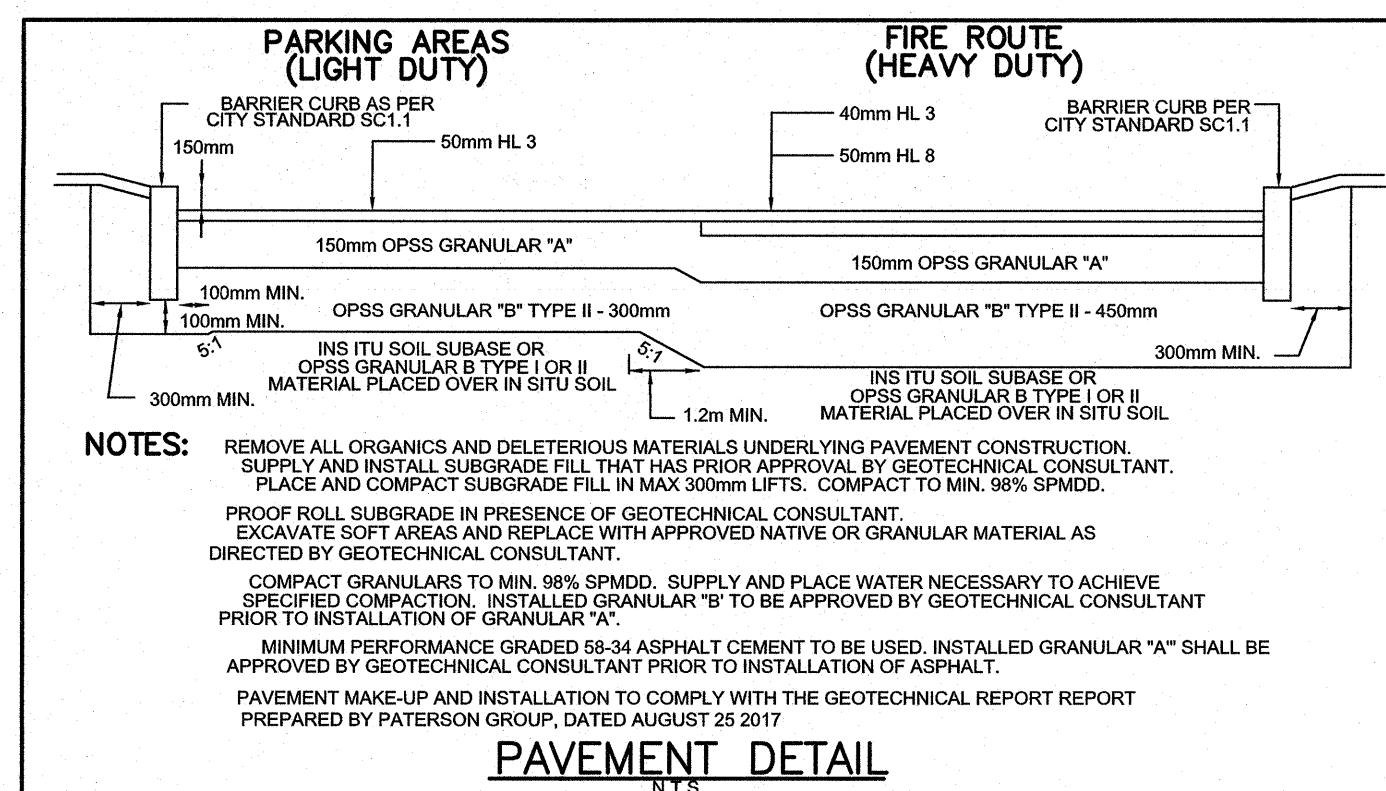 PARKING AREAS
(LIGHT DUTY)
FIRE ROUTE
(HEAVY DUTY)
BARRIER CURB AS PER
CITY STANDARD SC1.1
150mm
50mm HL 3
40mm HL 3
50mm HL 8
BARRIER CURB PER
CITY STANDARD SC1.1
150mm OPSS GRANULAR "A"
150mm OPSS GRANULAR "A"
100mm MIN.
100mm MIN.
OPSS GRANULAR "B" TYPE II - 300mm
OPSS GRANULAR "B" TYPE II - 450mm
5:1
5:1
INS ITU SOIL SUBASE OR
OPSS GRANULAR B TYPE I OR II
MATERIAL PLACED OVER IN SITU SOIL
300mm MIN.
300mm MIN.
1.2m MIN.
INS ITU SOIL SUBASE OR
OPSS GRANULAR B TYPE I OR II
MATERIAL PLACED OVER IN SITU SOIL
NOTES:
REMOVE ALL ORGANICS AND DELETERIOUS MATERIALS UNDERLYING PAVEMENT CONSTRUCTION.
SUPPLY AND INSTALL SUBGRADE FILL THAT HAS PRIOR APPROVAL BY GEOTECHNICAL CONSULTANT.
PLACE AND COMPACT SUBGRADE FILL IN MAX 300mm LIFTS. COMPACT TO MIN. 98% SPMDD.
PROOF ROLL SUBGRADE IN PRESENCE OF GEOTECHNICAL CONSULTANT.
EXCAVATE SOFT AREAS AND REPLACE WITH APPROVED NATIVE OR GRANULAR MATERIAL AS
DIRECTED BY GEOTECHNICAL CONSULTANT.
COMPACT GRANULARS TO MIN. 98% SPMDD. SUPPLY AND PLACE WATER NECESSARY TO ACHIEVE
SPECIFIED COMPACTION. INSTALLED GRANULAR "B' TO BE APPROVED BY GEOTECHNICAL CONSULTANT
PRIOR TO INSTALLATION OF GRANULAR "A".
MINIMUM PERFORMANCE GRADED 58-34 ASPHALT CEMENT TO BE USED. INSTALLED GRANULAR "A'" SHALL BE
APPROVED BY GEOTECHNICAL CONSULTANT PRIOR TO INSTALLATION OF ASPHALT.
PAVEMENT MAKE-UP AND INSTALLATION TO COMPLY WITH THE GEOTECHNICAL REPORT REPORT
PREPARED BY PATERSON GROUP, DATED AUGUST 25 2017
PAVEMENT DETAIL
N.T.S.